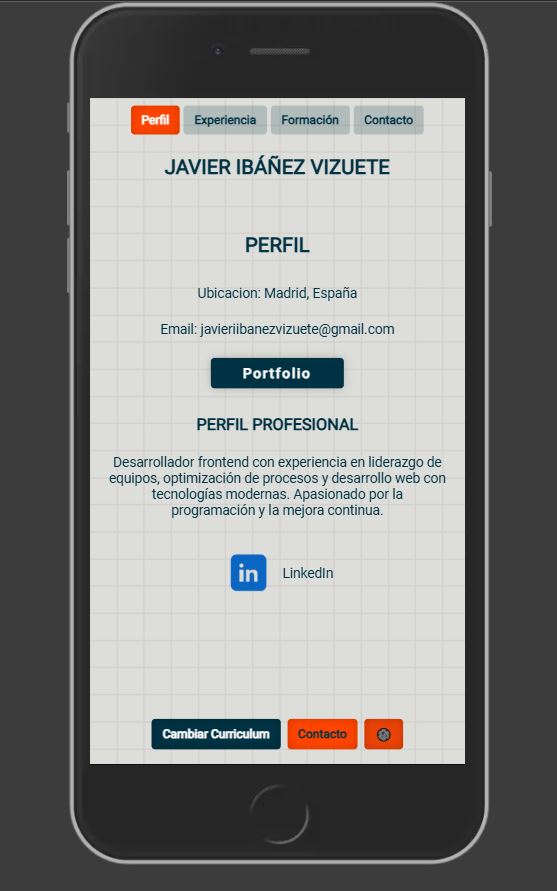 Perfil Experiencia Formación Contacto
JAVIER IBÁÑEZ VIZUETE
PERFIL
Ubicacion: Madrid, España
Email: javieriibanezvizuete@gmail.com
Portfolio
PERFIL PROFESIONAL
Desarrollador frontend con experiencia en liderazgo de
equipos, optimización de procesos y desarrollo web con
tecnologías modernas. Apasionado por la
programación y la mejora continua.
in LinkedIn
Cambiar Curriculum Contacto